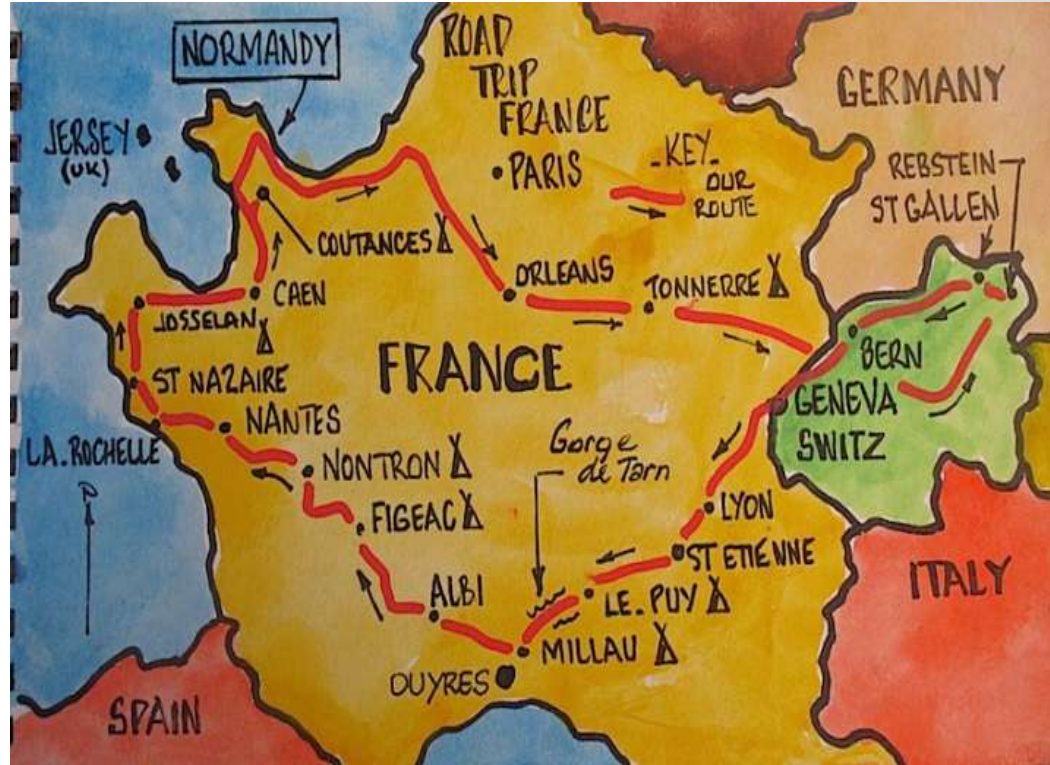 NORMANDY
ROAD
TRIP
FRANCE
GERMANY
JERSEY
(UK)
PARIS
-KEY-
OUR
ROUTE
REBSTEIN
ST GALLEN
COUTANCES
ORLEANS
TONNERRE
CAEN
JOSSELAN
FRANCE
BERN
ST NAZAIRE
GENEVA
SWITZ
NANTES
LA.ROCHELLE
Gorge
de Tarn
NONTRON
LYON
FIGEAC
ST ETIENNE
ITALY
ALBI
LE.PUY
MILLAU
OUYRES
SPAIN